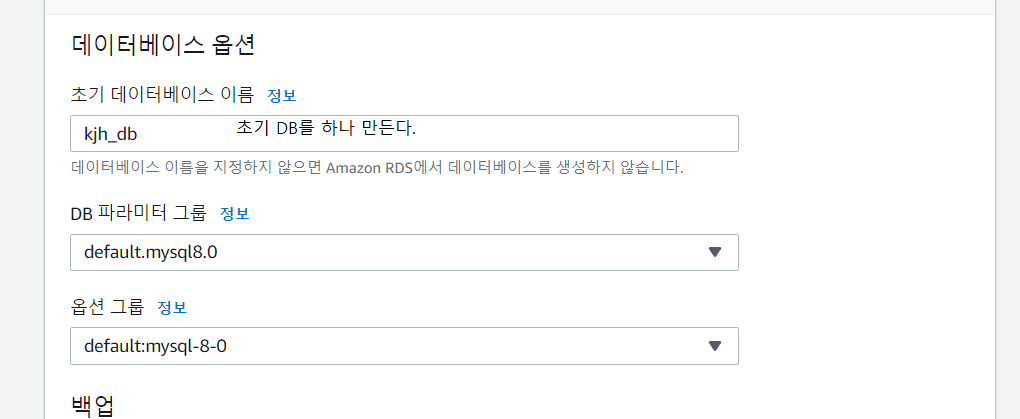 데이터베이스 옵션
초기 데이터베이스 이름 정보
kjh_db 초기 DB를 하나 만든다.
데이터베이스 이름을 지정하지 않으면 Amazon RDS에서 데이터베이스를 생성하지 않습니다.
DB 파라미터 그룹 정보
default.mysql8.0
옵션 그룹 정보
default:mysql-8-0
백업